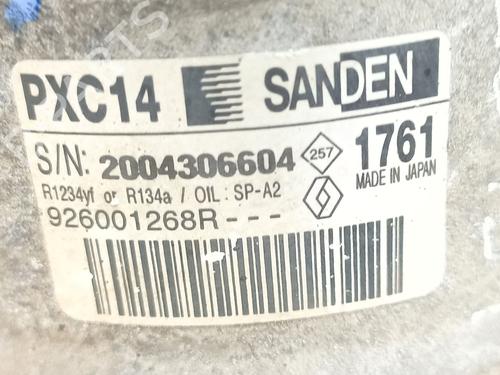 PXC14 SANDEN
S/N: 2004306604 257 1761
MADE IN JAPAN
R1234yf or R134a / OIL : SP-A2
926001268R - - -